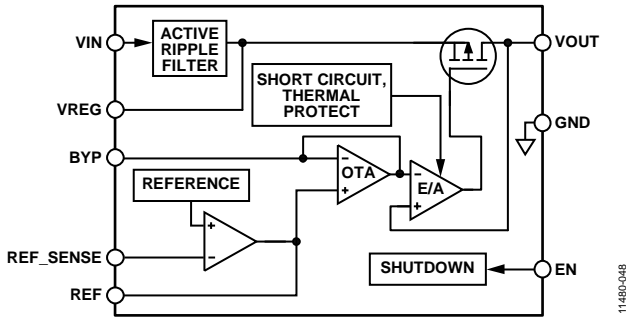 VIN
ACTIVE
RIPPLE
FILTER
VOUT
VREG
SHORT CIRCUIT,
THERMAL
PROTECT
GND
BYP
REFERENCE
–
OTA
+
–
E/A
+
+
–
REF_SENSE
REF
SHUTDOWN
EN
11480-048